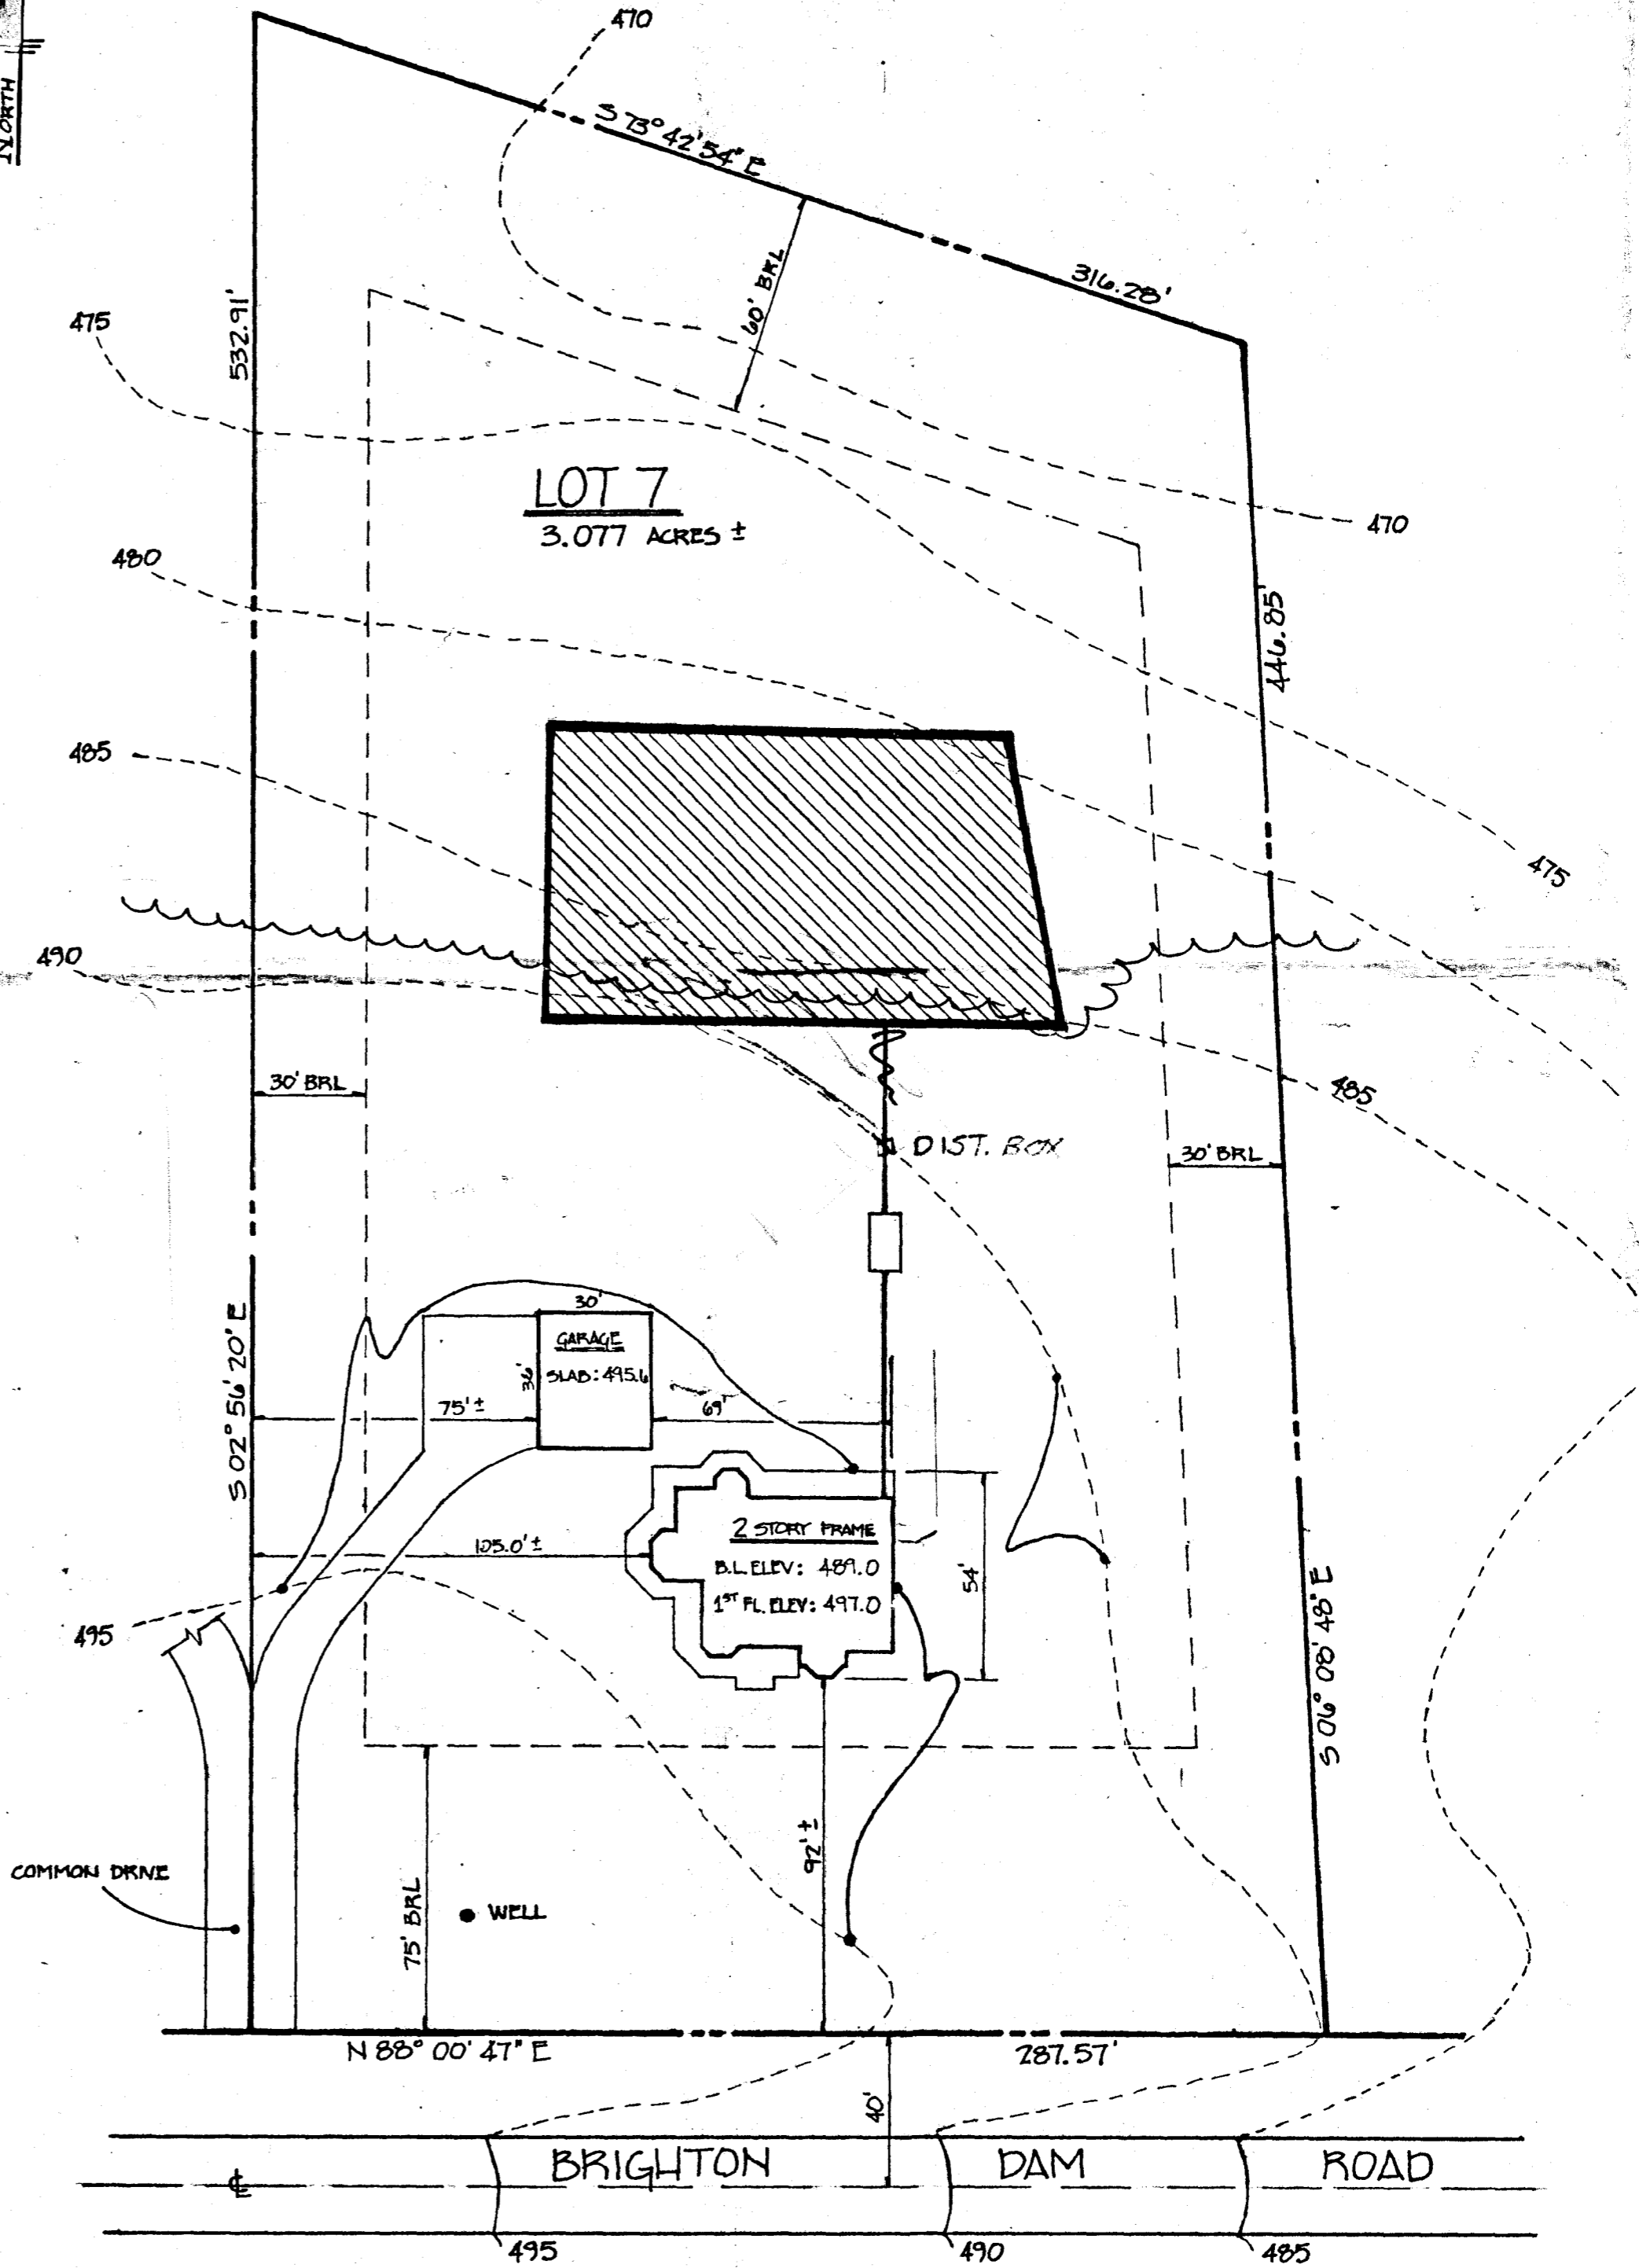 NORTH
470
S 73° 42' 54" E
316.28'
60' BRL
532.91'
475
LOT 7
3.077 ACRES ±
470
480
446.85'
485
475
490
30' BRL
485
DIST. BOX
30' BRL
S 02° 56' 20" E
30'
GARAGE
36'
SLAB: 495.6
75'±
69'
2 STORY FRAME
B.L. ELEV: 489.0
1ST FL. ELEV: 497.0
54'
105.0'±
495
S 06° 08' 48" E
92'±
COMMON DRIVE
75' BRL
WELL
N 88° 00' 47" E
287.57'
40'
BRIGHTON DAM ROAD
℄
495
490
485